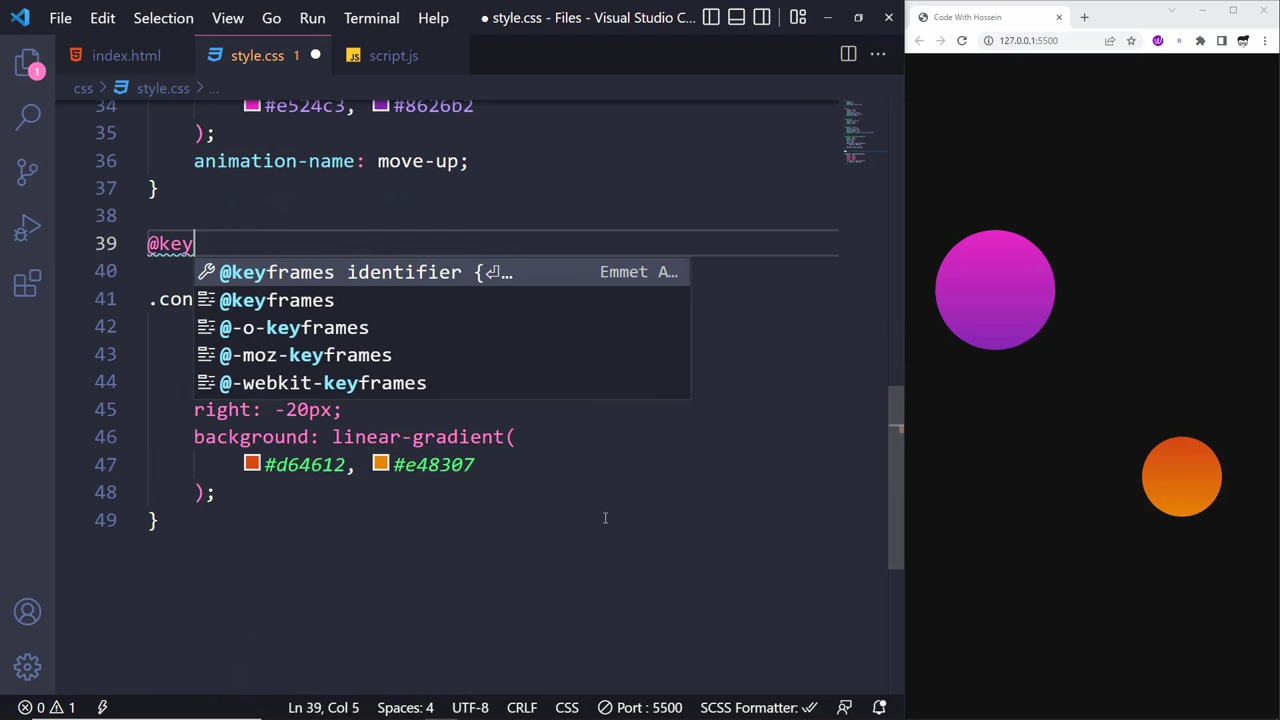 File Edit Selection View Go Run Terminal Help ● style.css - Files - Visual Studio C...
index.html
style.css 1
script.js
css > style.css > ...
1
34 #e524c3, #8626b2
35 );
36 animation-name: move-up;
37 }
38
39 @key
@keyframes identifier {⏎… Emmet A...
@keyframes
@-o-keyframes
@-moz-keyframes
@-webkit-keyframes
40
41 .con
42
43
44
45 right: -20px;
46 background: linear-gradient(
47 #d64612, #e48307
48 );
49 }
0 1 Ln 39, Col 5 Spaces: 4 UTF-8 CRLF CSS Port : 5500 SCSS Formatter:
Code With Hossein
127.0.0.1:5500